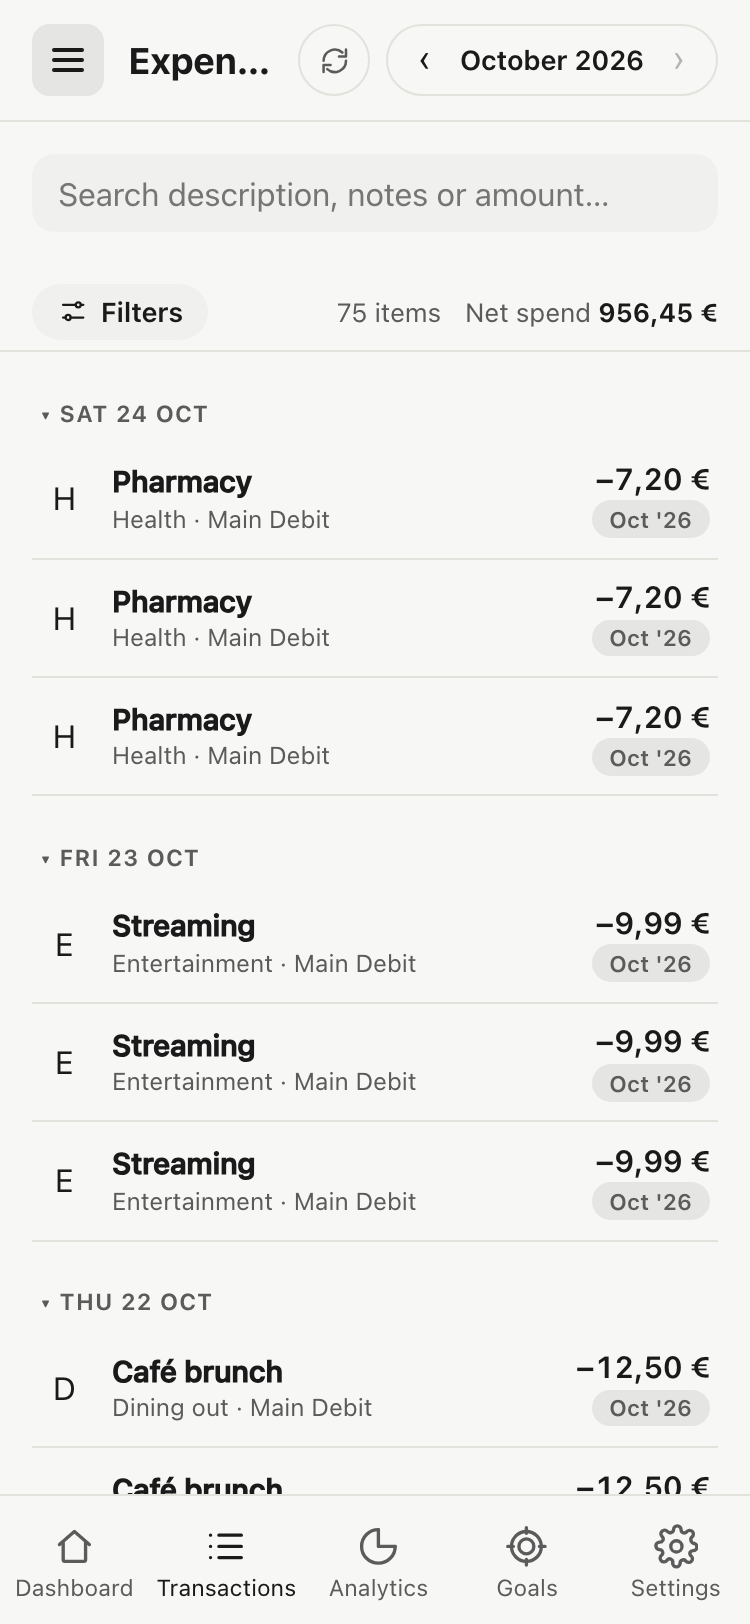 Expen...
‹ October 2026 ›
Search description, notes or amount...
Filters 75 items Net spend 956,45 €
▾ SAT 24 OCT
H Pharmacy −7,20 €
Health · Main Debit Oct '26
H Pharmacy −7,20 €
Health · Main Debit Oct '26
H Pharmacy −7,20 €
Health · Main Debit Oct '26
▾ FRI 23 OCT
E Streaming −9,99 €
Entertainment · Main Debit Oct '26
E Streaming −9,99 €
Entertainment · Main Debit Oct '26
E Streaming −9,99 €
Entertainment · Main Debit Oct '26
▾ THU 22 OCT
D Café brunch −12,50 €
Dining out · Main Debit Oct '26
Café brunch −12,50 €
Dashboard Transactions Analytics Goals Settings